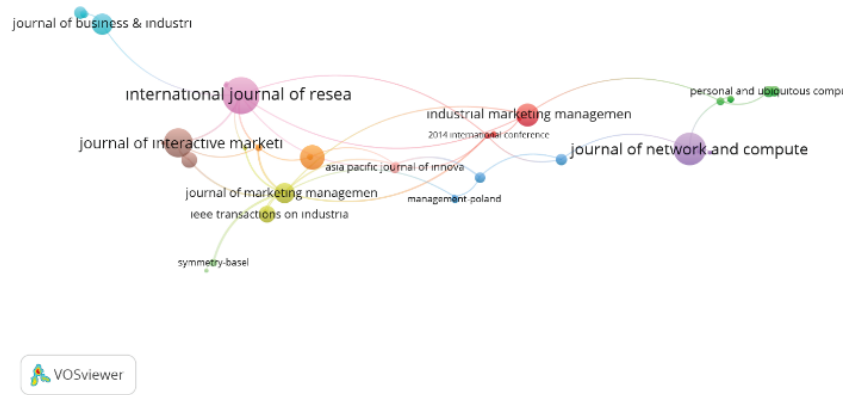 journal of business & industri
international journal of resea
personal and ubiquitous compu
industrial marketing managemen
2014 international conference
journal of interactive marketi
journal of network and compute
asia pacific journal of innova
journal of marketing managemen
management-poland
ieee transactions on industria
symmetry-basel
VOSviewer